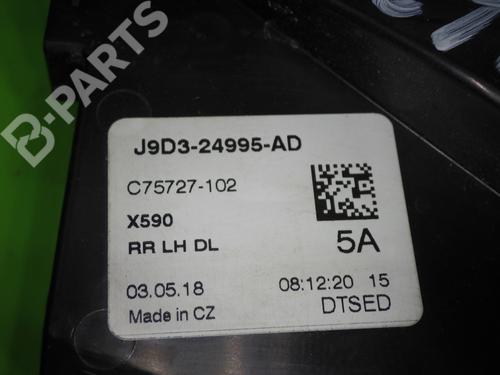 B-PARTS
J9D3-24995-AD
C75727-102
X590
RR LH DL
5A
03.05.18
08:12:20 15
Made in CZ
DTSED